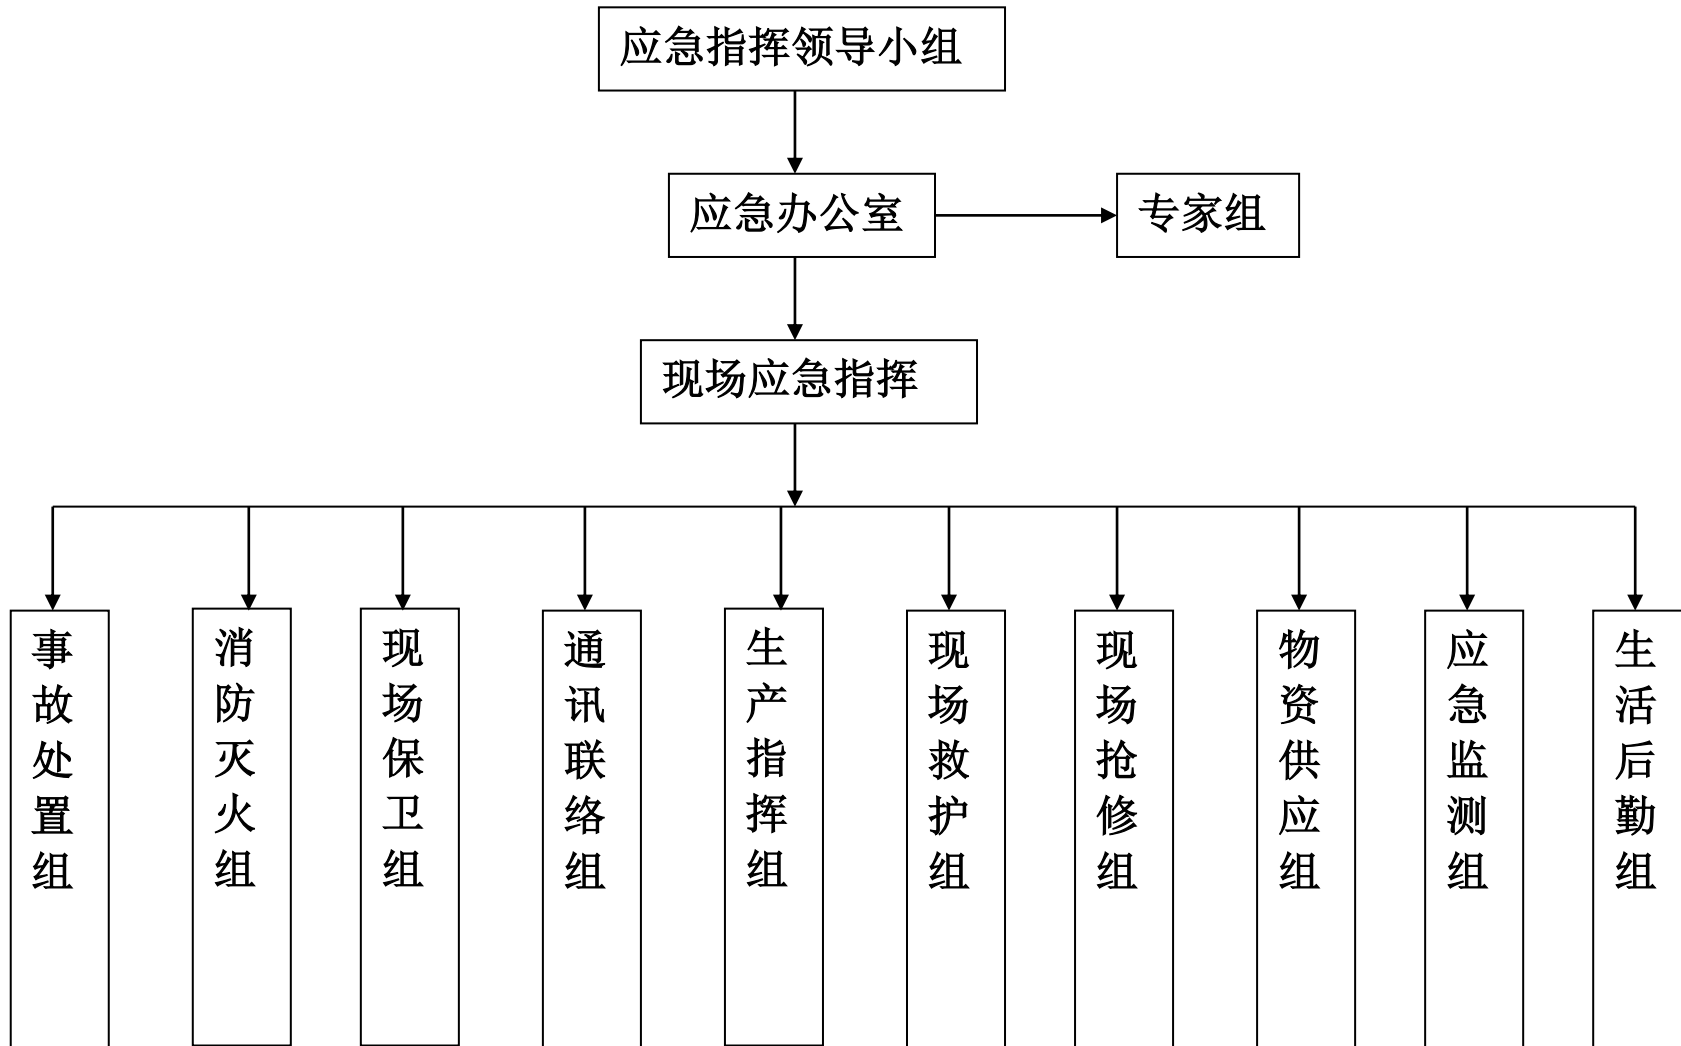 应急指挥领导小组
应急办公室
专家组
现场应急指挥
事故处置组
消防灭火组
现场保卫组
通讯联络组
生产指挥组
现场救护组
现场抢修组
物资供应组
应急监测组
生活后勤组